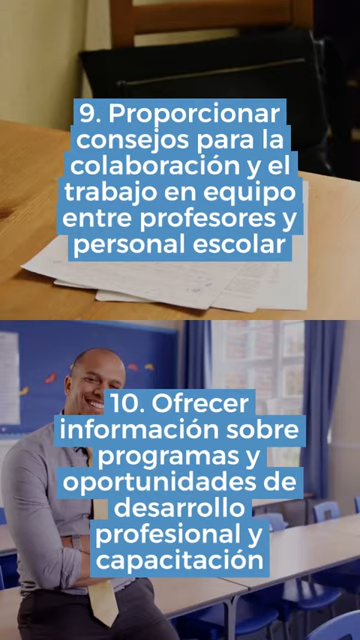 9. Proporcionar
consejos para la
colaboración y el
trabajo en equipo
entre profesores y
personal escolar
10. Ofrecer
información sobre
programas y
oportunidades de
desarrollo
profesional y
capacitación